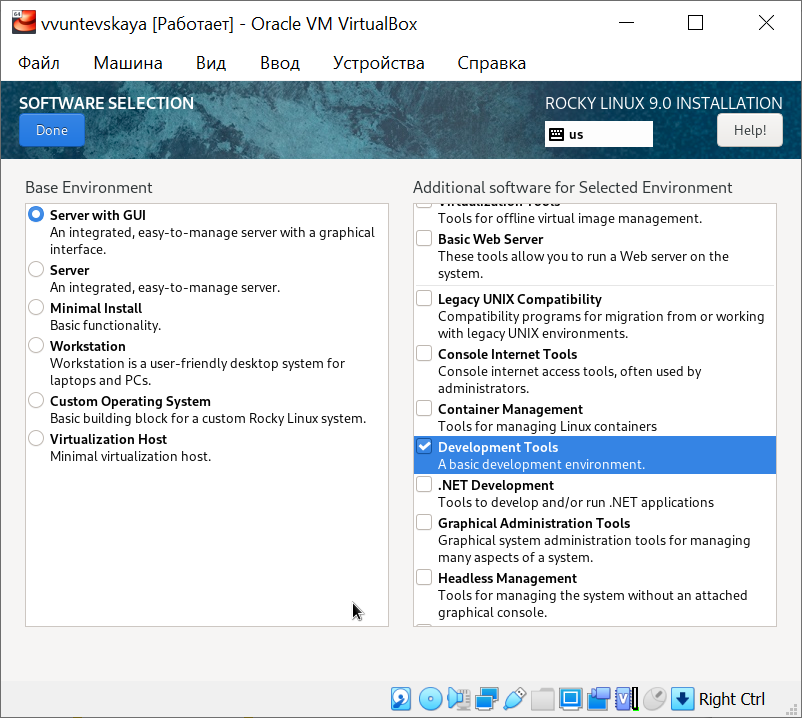 vvuntevskaya [Работает] - Oracle VM VirtualBox
Файл Машина Вид Ввод Устройства Справка
SOFTWARE SELECTION
ROCKY LINUX 9.0 INSTALLATION
Done
us
Help!
Base Environment
Server with GUI
An integrated, easy-to-manage server with a graphical
interface.
Server
An integrated, easy-to-manage server.
Minimal Install
Basic functionality.
Workstation
Workstation is a user-friendly desktop system for
laptops and PCs.
Custom Operating System
Basic building block for a custom Rocky Linux system.
Virtualization Host
Minimal virtualization host.
Additional software for Selected Environment
Virtualization Tools
Tools for offline virtual image management.
Basic Web Server
These tools allow you to run a Web server on the
system.
Legacy UNIX Compatibility
Compatibility programs for migration from or working
with legacy UNIX environments.
Console Internet Tools
Console internet access tools, often used by
administrators.
Container Management
Tools for managing Linux containers
Development Tools
A basic development environment.
.NET Development
Tools to develop and/or run .NET applications
Graphical Administration Tools
Graphical system administration tools for managing
many aspects of a system.
Headless Management
Tools for managing the system without an attached
graphical console.
Right Ctrl